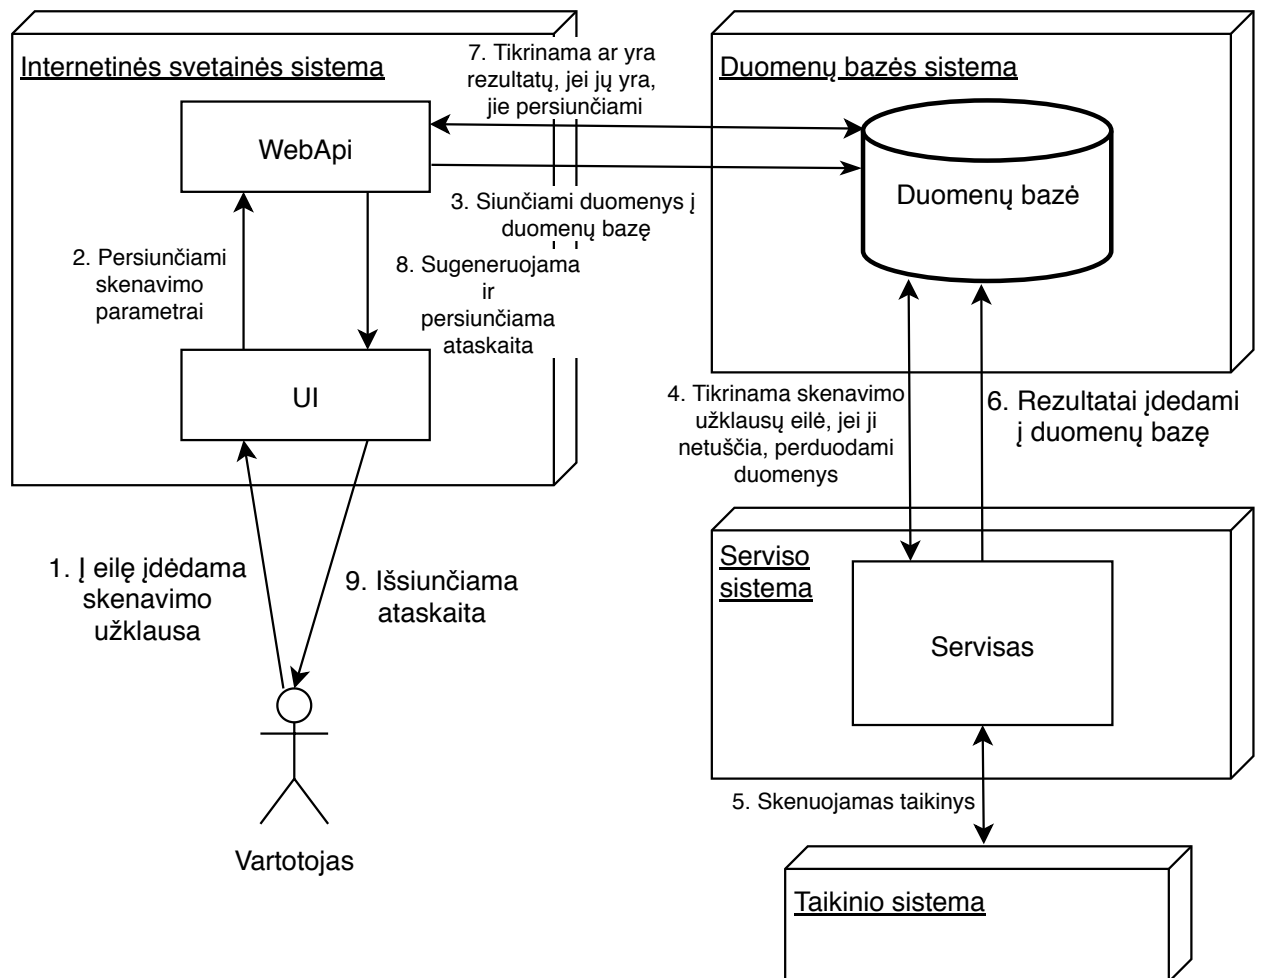 Internetinės svetainės sistema
7. Tikrinama ar yra
rezultatų, jei jų yra,
jie persiunčiami
Duomenų bazės sistema
WebApi
Duomenų bazė
3. Siunčiami duomenys į
duomenų bazę
2. Persiunčiami
skenavimo
parametrai
8. Sugeneruojama
ir
persiunčiama
ataskaita
UI
4. Tikrinama skenavimo
užklausų eilė, jei ji
netuščia, perduodami
duomenys
6. Rezultatai įdedami
į duomenų bazę
1. Į eilę įdėdama
skenavimo
užklausa
9. Išsiunčiama
ataskaita
Serviso
sistema
Servisas
5. Skenuojamas taikinys
Vartotojas
Taikinio sistema